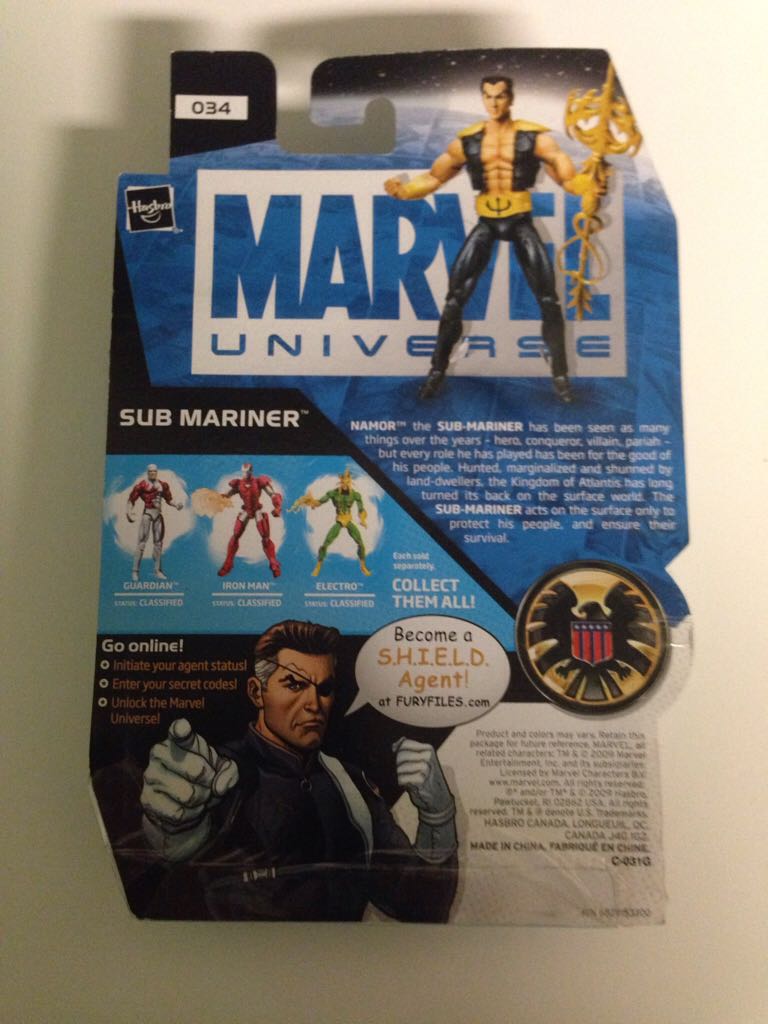 034
Hasbro
MARVEL
UNIVERSE
SUB MARINER™
NAMOR™ the SUB-MARINER has been seen as many
things over the years - hero, conqueror, villain, pariah -
but every role he has played has been for the good of
his people. Hunted, marginalized and shunned by
land-dwellers, the Kingdom of Atlantis has long
turned its back on the surface world. The
SUB-MARINER acts on the surface only to
protect his people, and ensure their
survival.
GUARDIAN™
STATUS: CLASSIFIED
IRON MAN™
STATUS: CLASSIFIED
ELECTRO™
STATUS: CLASSIFIED
Each sold
separately.
COLLECT
THEM ALL!
Go online!
Initiate your agent status!
Enter your secret codes!
Unlock the Marvel
Universe!
Become a
S.H.I.E.L.D.
Agent!
at FURYFILES.com
Product and colors may vary. Retain this
package for future reference. MARVEL, all
related characters: TM & © 2009 Marvel
Entertainment, Inc. and its subsidiaries.
Licensed by Marvel Characters B.V.
www.marvel.com. All rights reserved.
®* and/or TM* & © 2009 Hasbro,
Pawtucket, RI 02862 USA. All rights
reserved. TM & ® denote U.S. Trademarks.
HASBRO CANADA, LONGUEUIL, QC,
CANADA J4G 1G2.
MADE IN CHINA. FABRIQUÉ EN CHINE.
C-031G
P/N